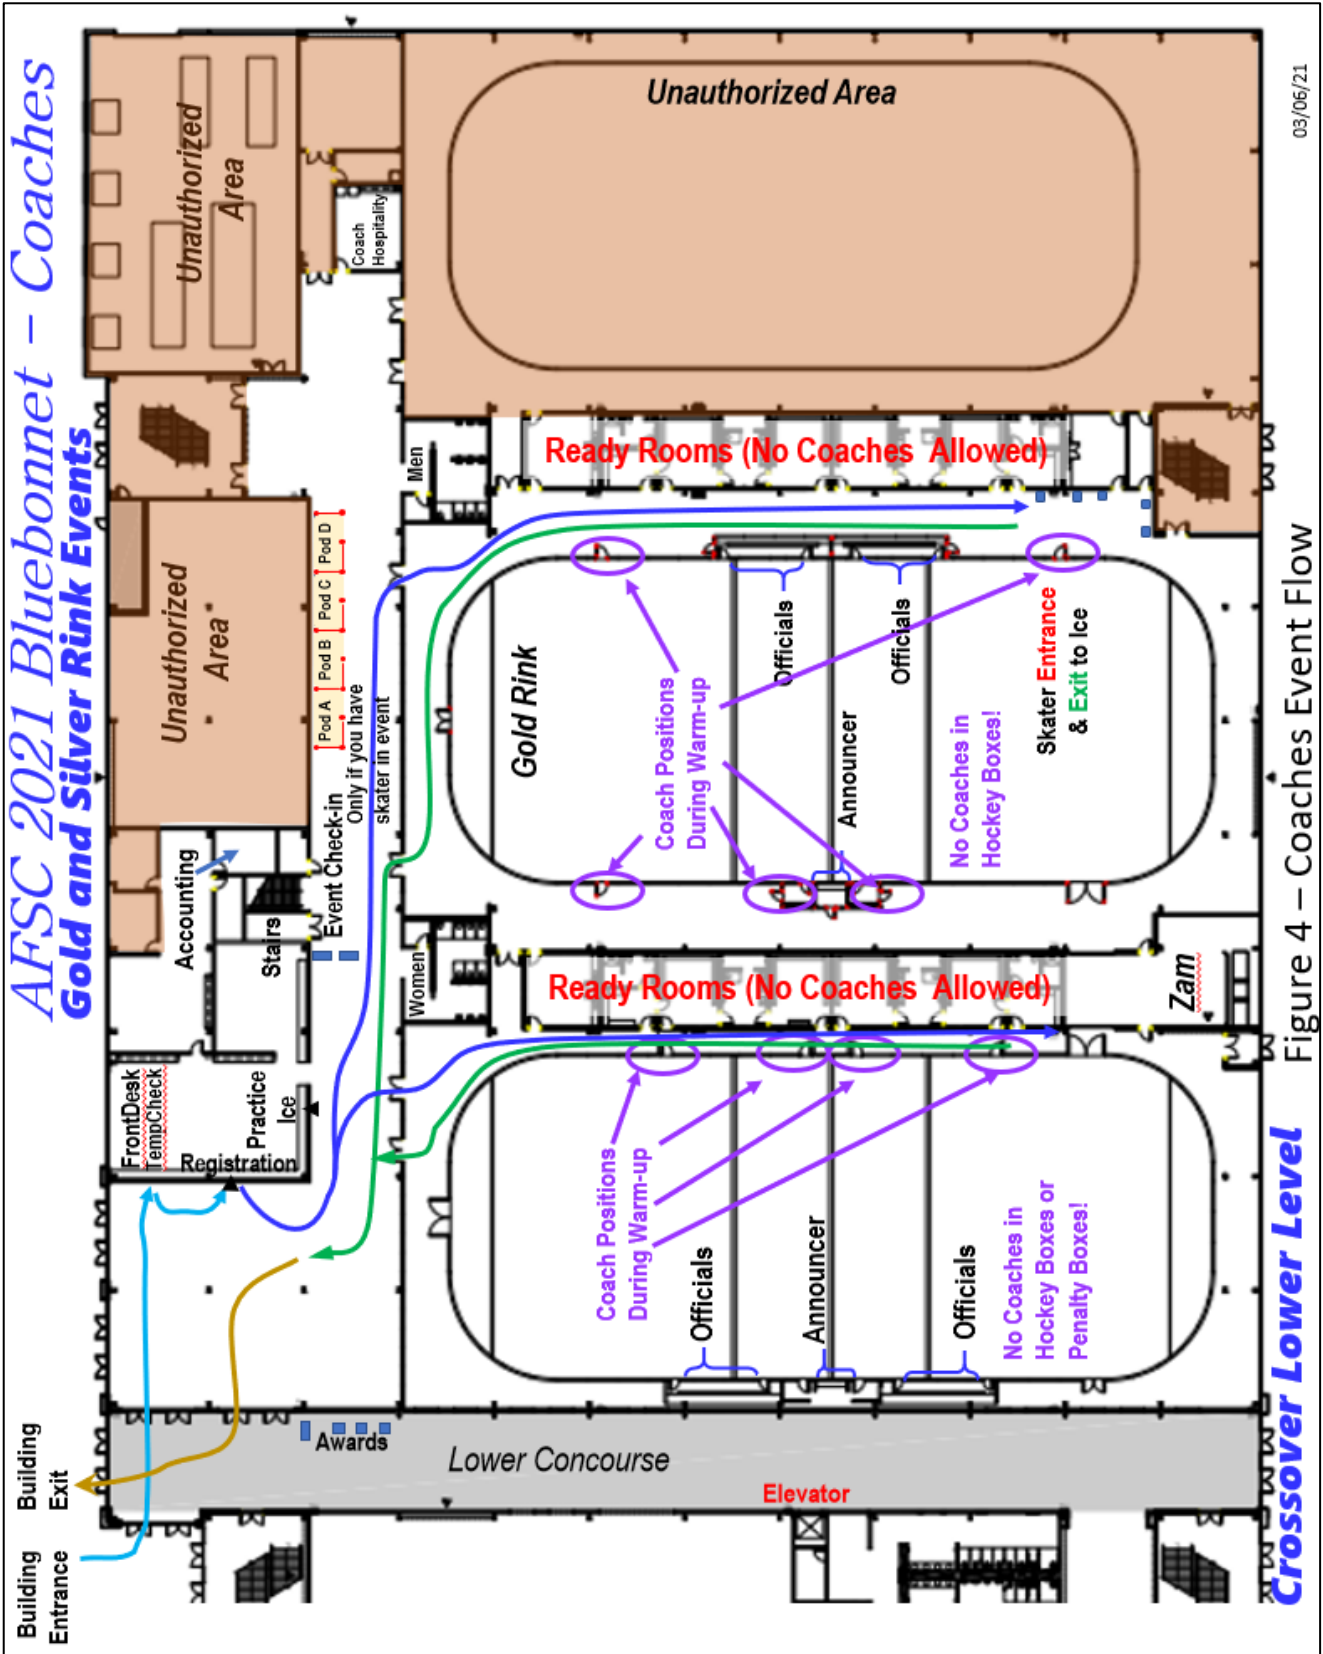 AFSC 2021 Bluebonnet – Coaches
Gold and Silver Rink Events
Building
Entrance
Building
Exit
FrontDesk
TempCheck
Registration
Practice
Ice
Accounting
Stairs
Event Check-in
Only if you have
skater in event
Pod A
Pod B
Pod C
Pod D
Unauthorized
Area
Unauthorized
Area
Coach
Hospitality
Awards
Women
Men
Lower Concourse
Elevator
Coach Positions
During Warm-up
Officials
Announcer
Officials
No Coaches in
Hockey Boxes or
Penalty Boxes!
Ready Rooms (No Coaches Allowed)
Zam
Gold Rink
Coach Positions
During Warm-up
Officials
Officials
Announcer
No Coaches in
Hockey Boxes!
Skater Entrance
& Exit to Ice
Ready Rooms (No Coaches Allowed)
Unauthorized Area
Crossover Lower Level
Figure 4 – Coaches Event Flow
03/06/21